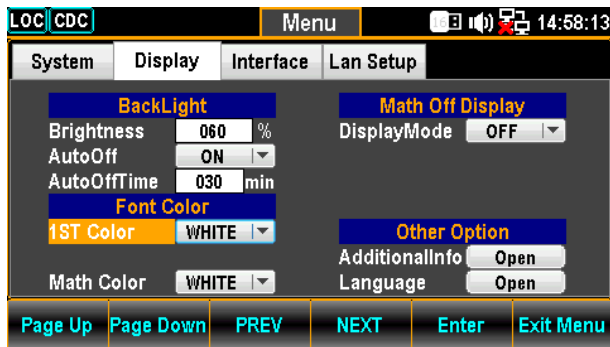 LOC CDC Menu 16 14:58:13
System Display Interface Lan Setup
BackLight
Brightness 060 %
AutoOff ON
AutoOffTime 030 min
Font Color
1ST Color WHITE
Math Color WHITE
Math Off Display
DisplayMode OFF
Other Option
AdditionalInfo Open
Language Open
Page Up Page Down PREV NEXT Enter Exit Menu